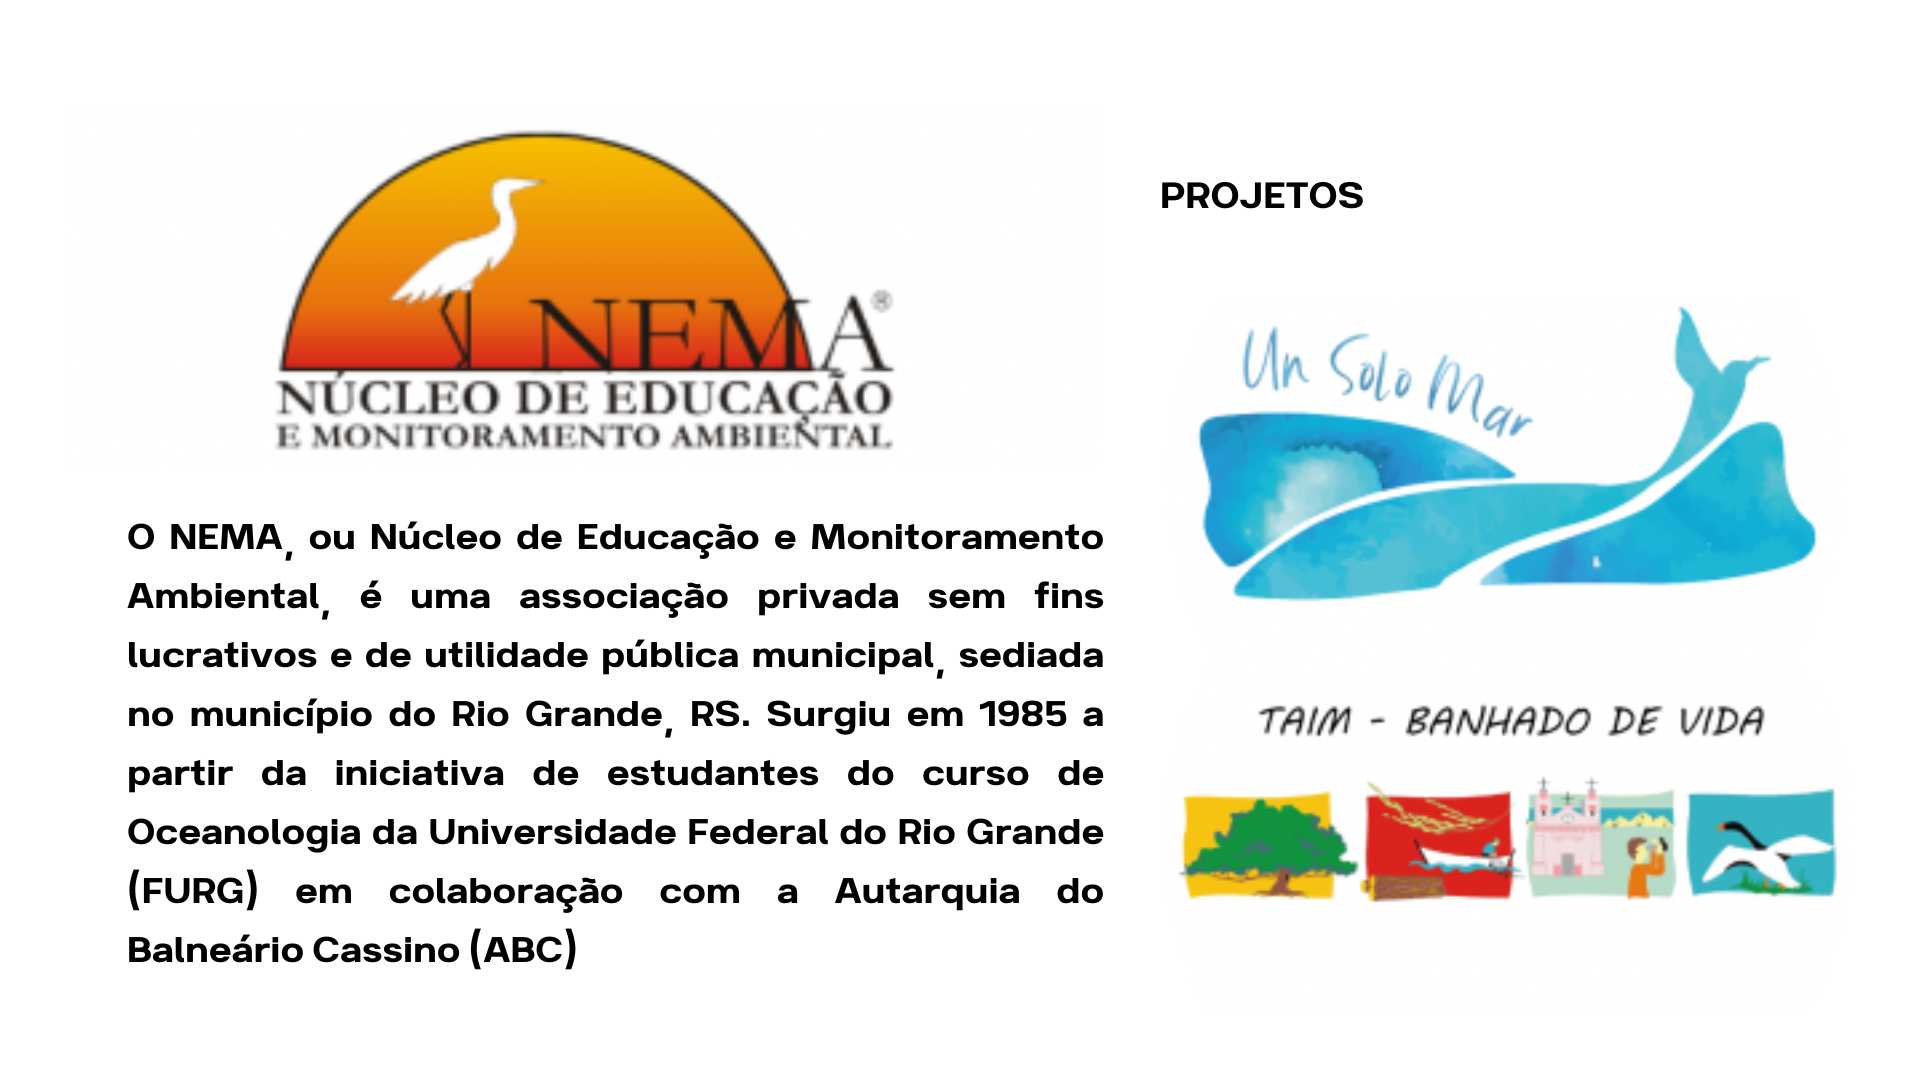 NEMA®
NÚCLEO DE EDUCAÇÃO
E MONITORAMENTO AMBIENTAL
O NEMA, ou Núcleo de Educação e Monitoramento
Ambiental, é uma associação privada sem fins
lucrativos e de utilidade pública municipal, sediada
no município do Rio Grande, RS. Surgiu em 1985 a
partir da iniciativa de estudantes do curso de
Oceanologia da Universidade Federal do Rio Grande
(FURG) em colaboração com a Autarquia do
Balneário Cassino (ABC)
PROJETOS
Un Solo Mar
TAIM - BANHADO DE VIDA